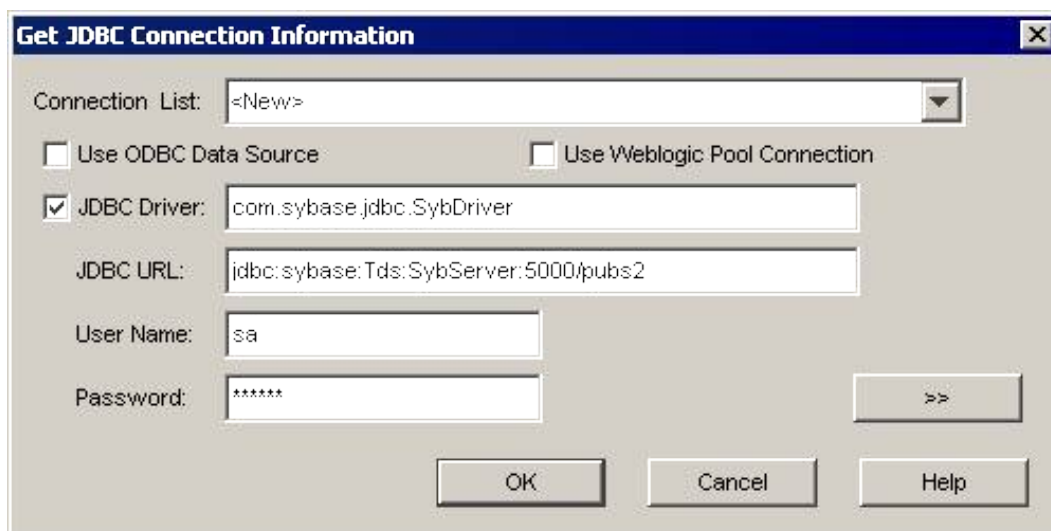 Get JDBC Connection Information
Connection List: <New>
Use ODBC Data Source Use Weblogic Pool Connection
JDBC Driver: com.sybase.jdbc.SybDriver
JDBC URL: jdbc:sybase:Tds:SybServer:5000/pubs2
User Name: sa
Password: ******
>>
OK Cancel Help